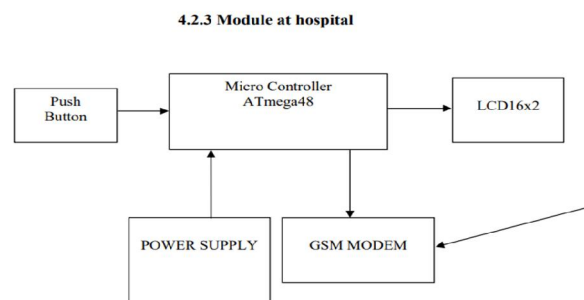 4.2.3 Module at hospital
Micro Controller
ATmega48
Push
Button
LCD16x2
POWER SUPPLY
GSM MODEM